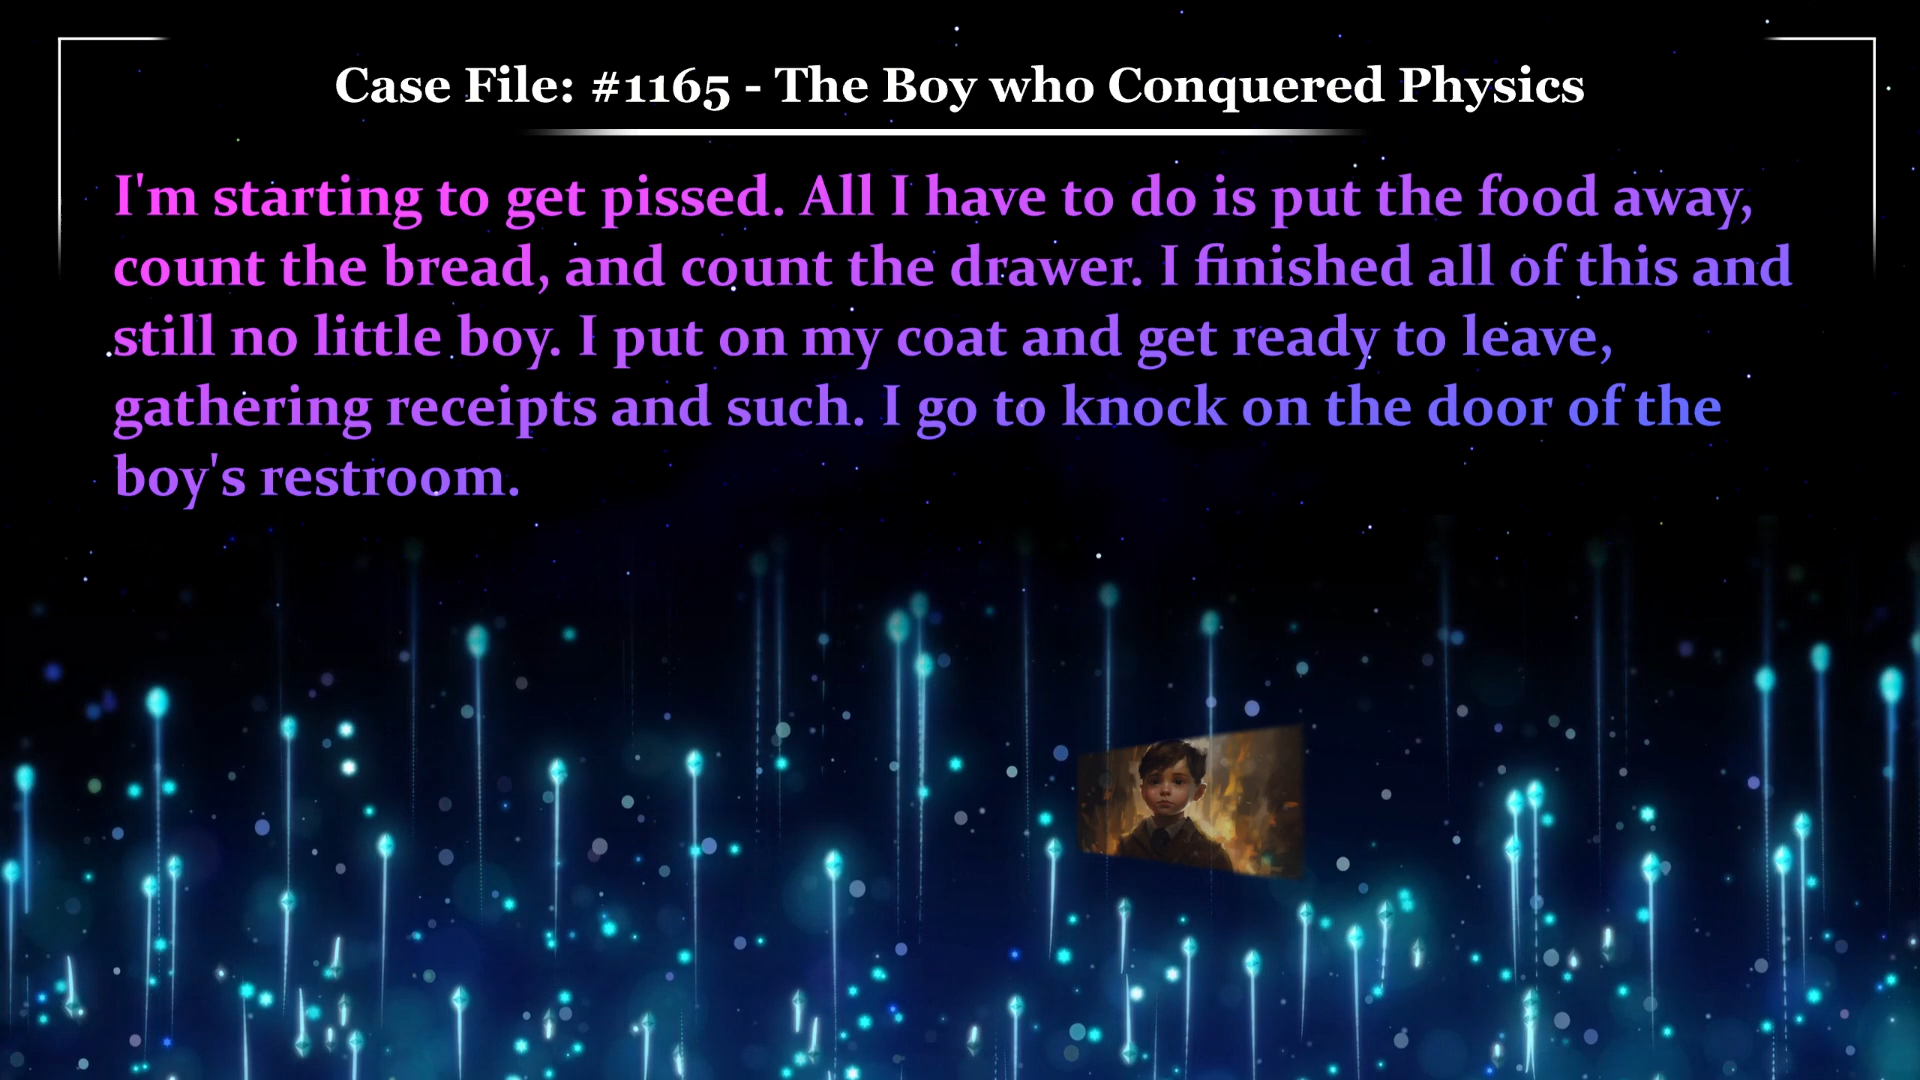 Case File: #1165 - The Boy who Conquered Physics
I'm starting to get pissed. All I have to do is put the food away,
count the bread, and count the drawer. I finished all of this and
still no little boy. I put on my coat and get ready to leave,
gathering receipts and such. I go to knock on the door of the
boy's restroom.